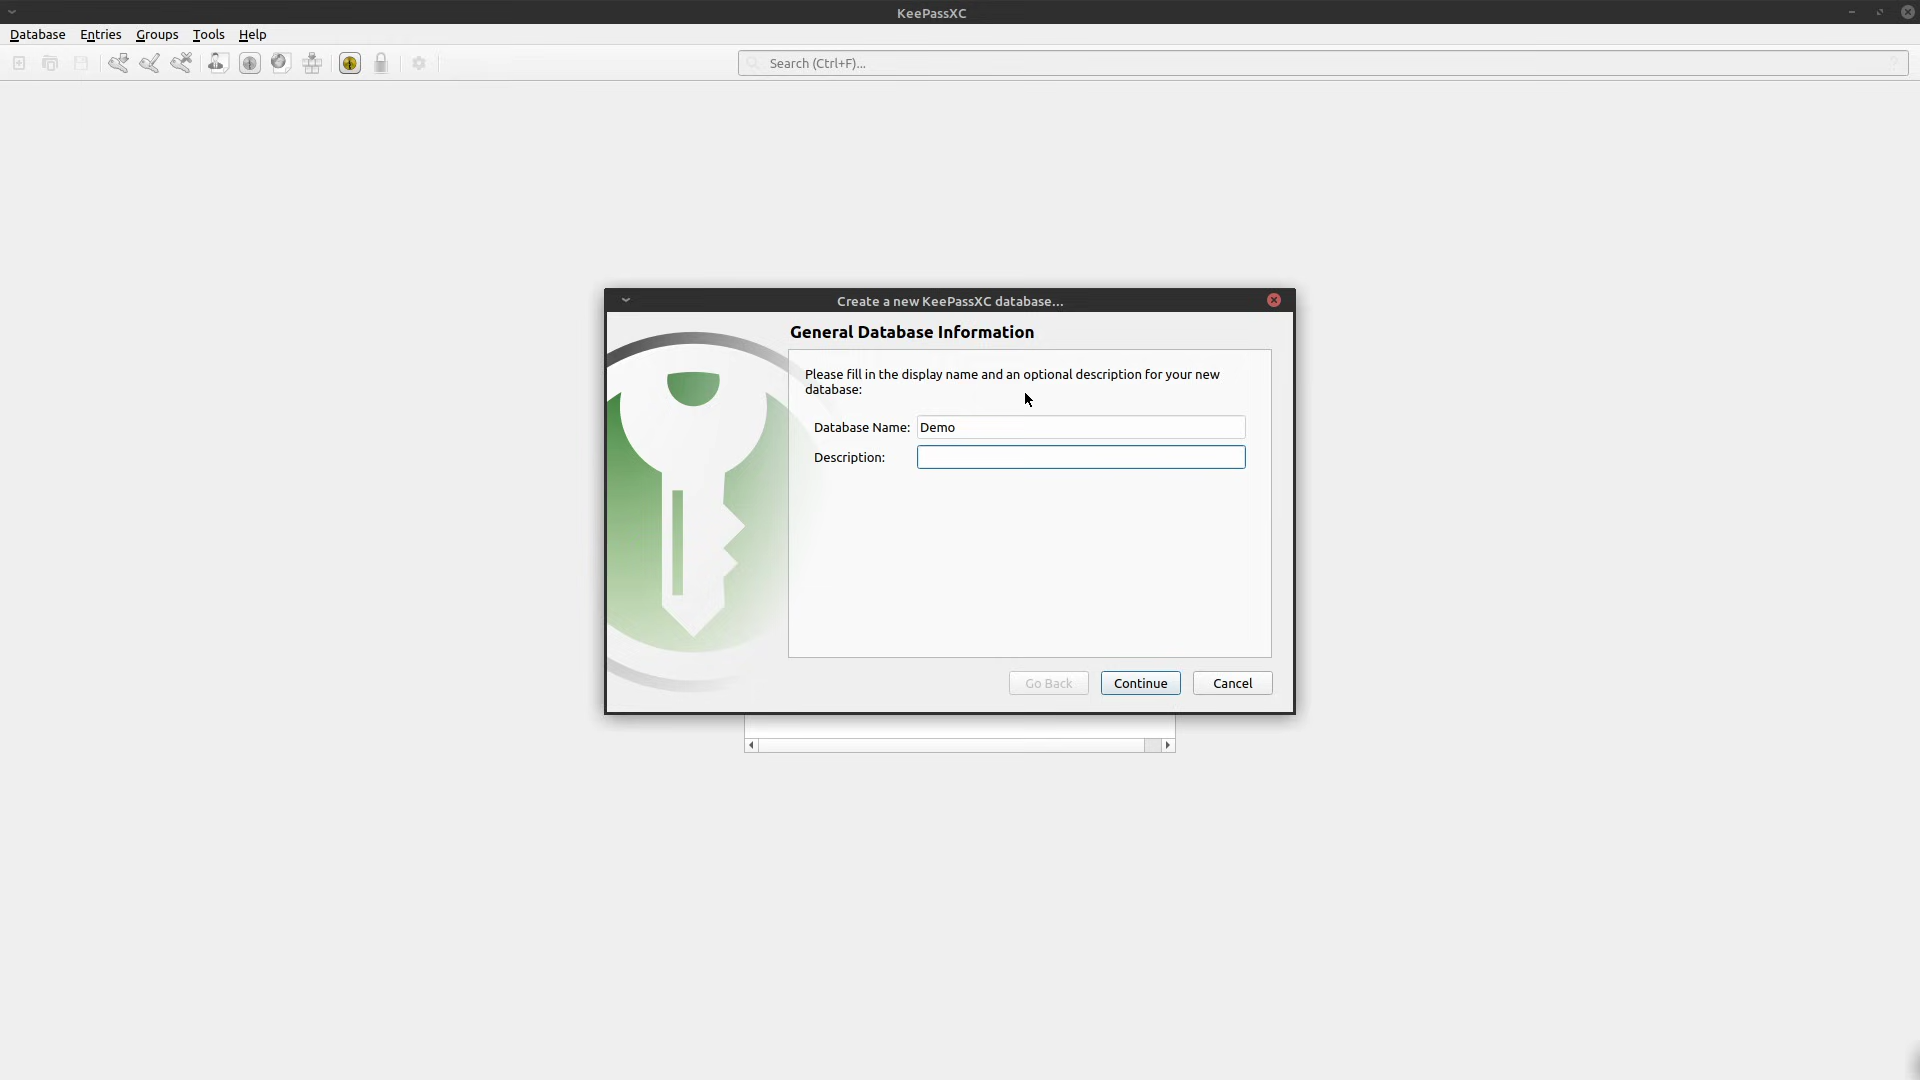 KeePassXC
Database Entries Groups Tools Help
Search (Ctrl+F)...
Create a new KeePassXC database...
General Database Information
Please fill in the display name and an optional description for your new
database:
Database Name: Demo
Description:
Go Back Continue Cancel